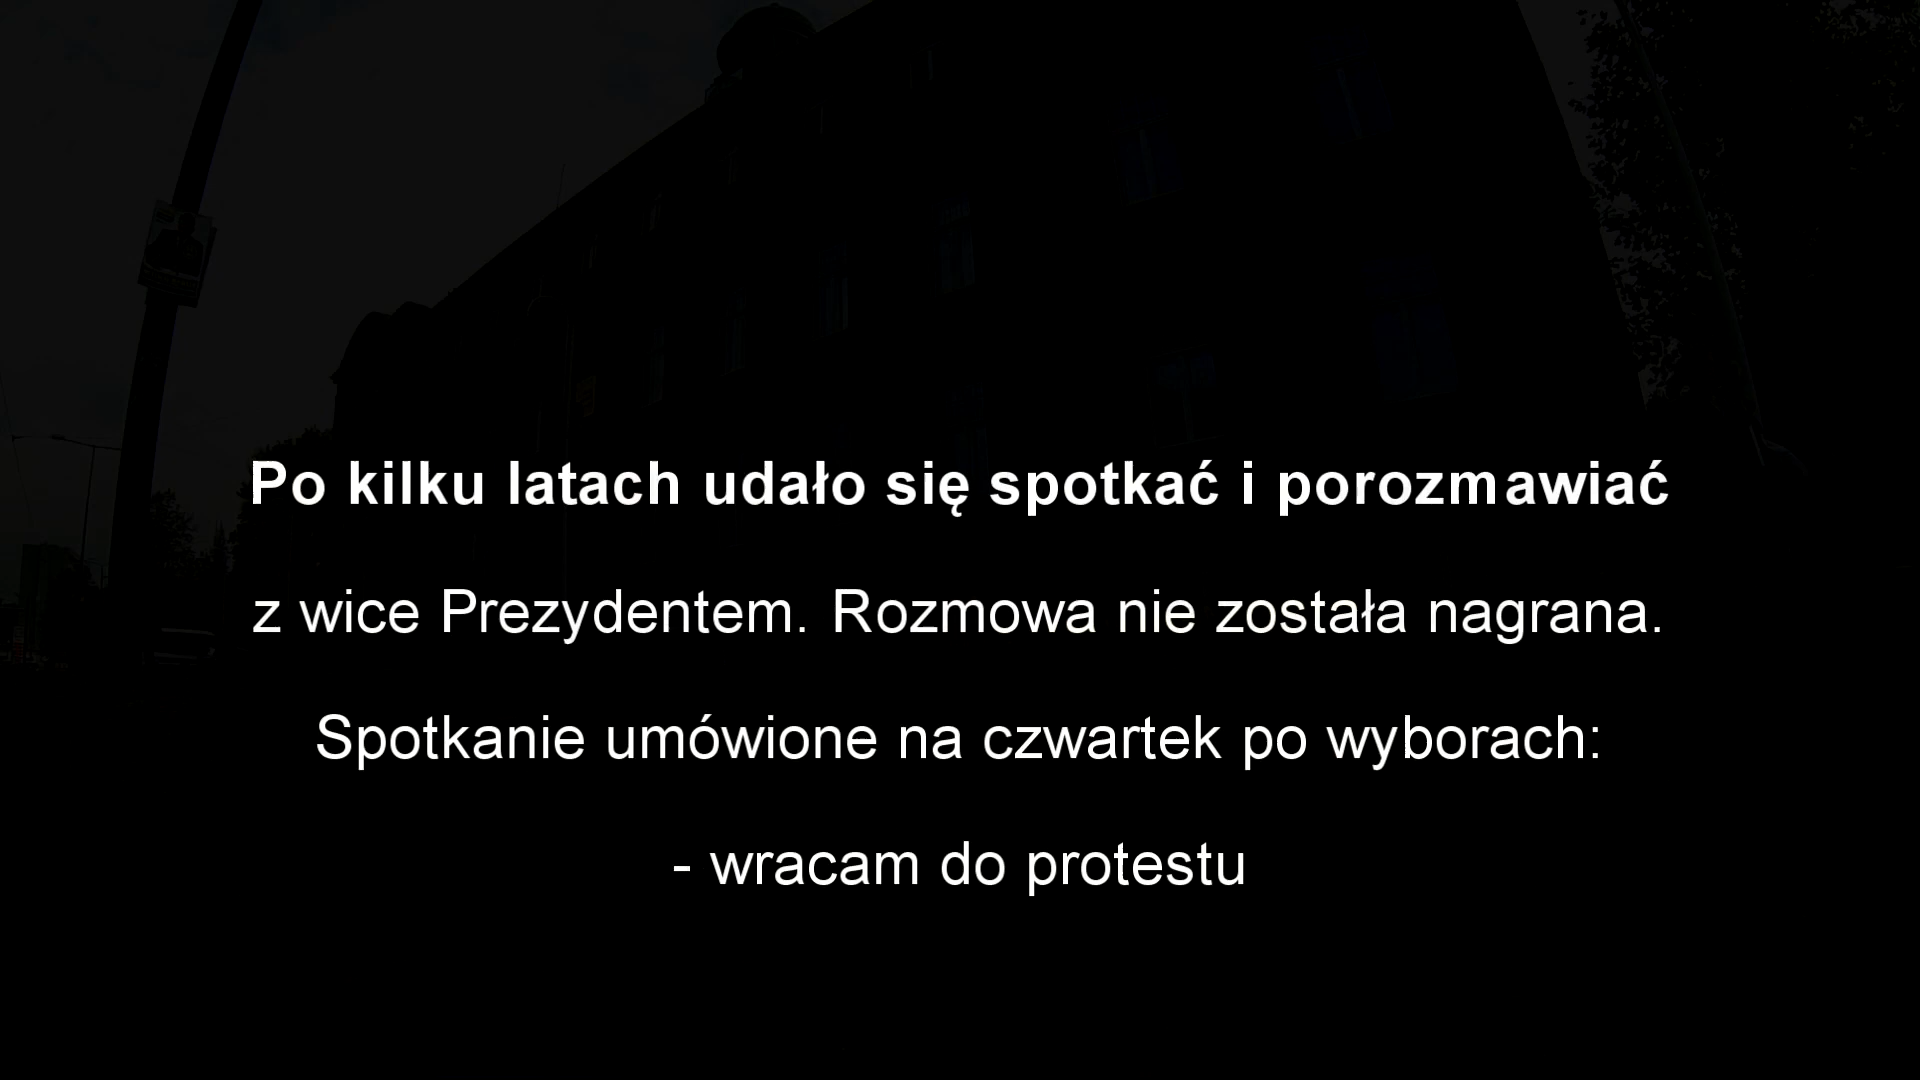 Po kilku latach udało się spotkać i porozmawiać
z wice Prezydentem. Rozmowa nie została nagrana.
Spotkanie umówione na czwartek po wyborach:
- wracam do protestu